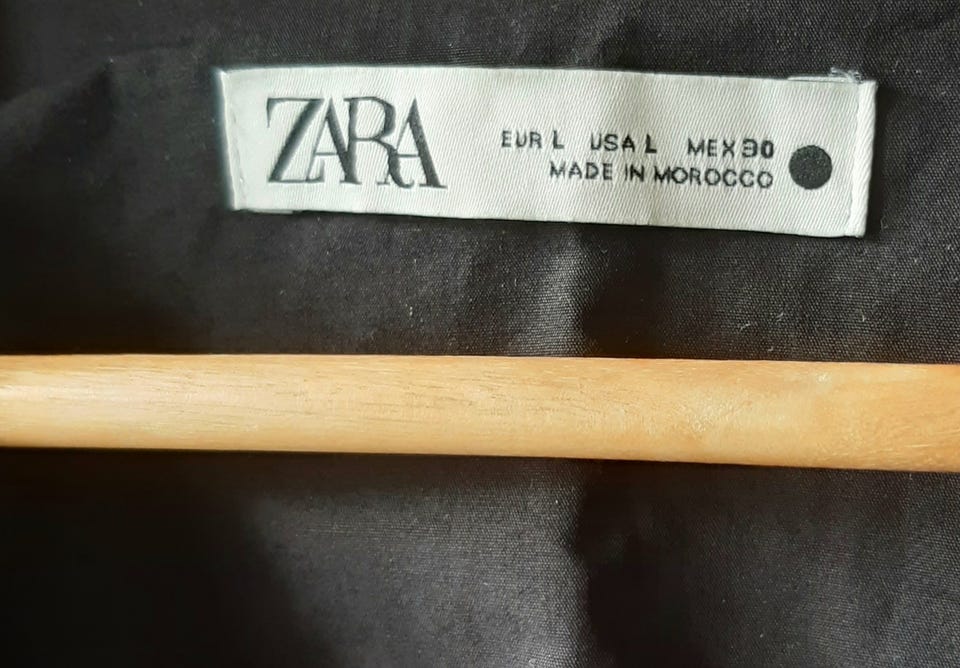 ZARA
EUR L USA L MEX 30
MADE IN MOROCCO